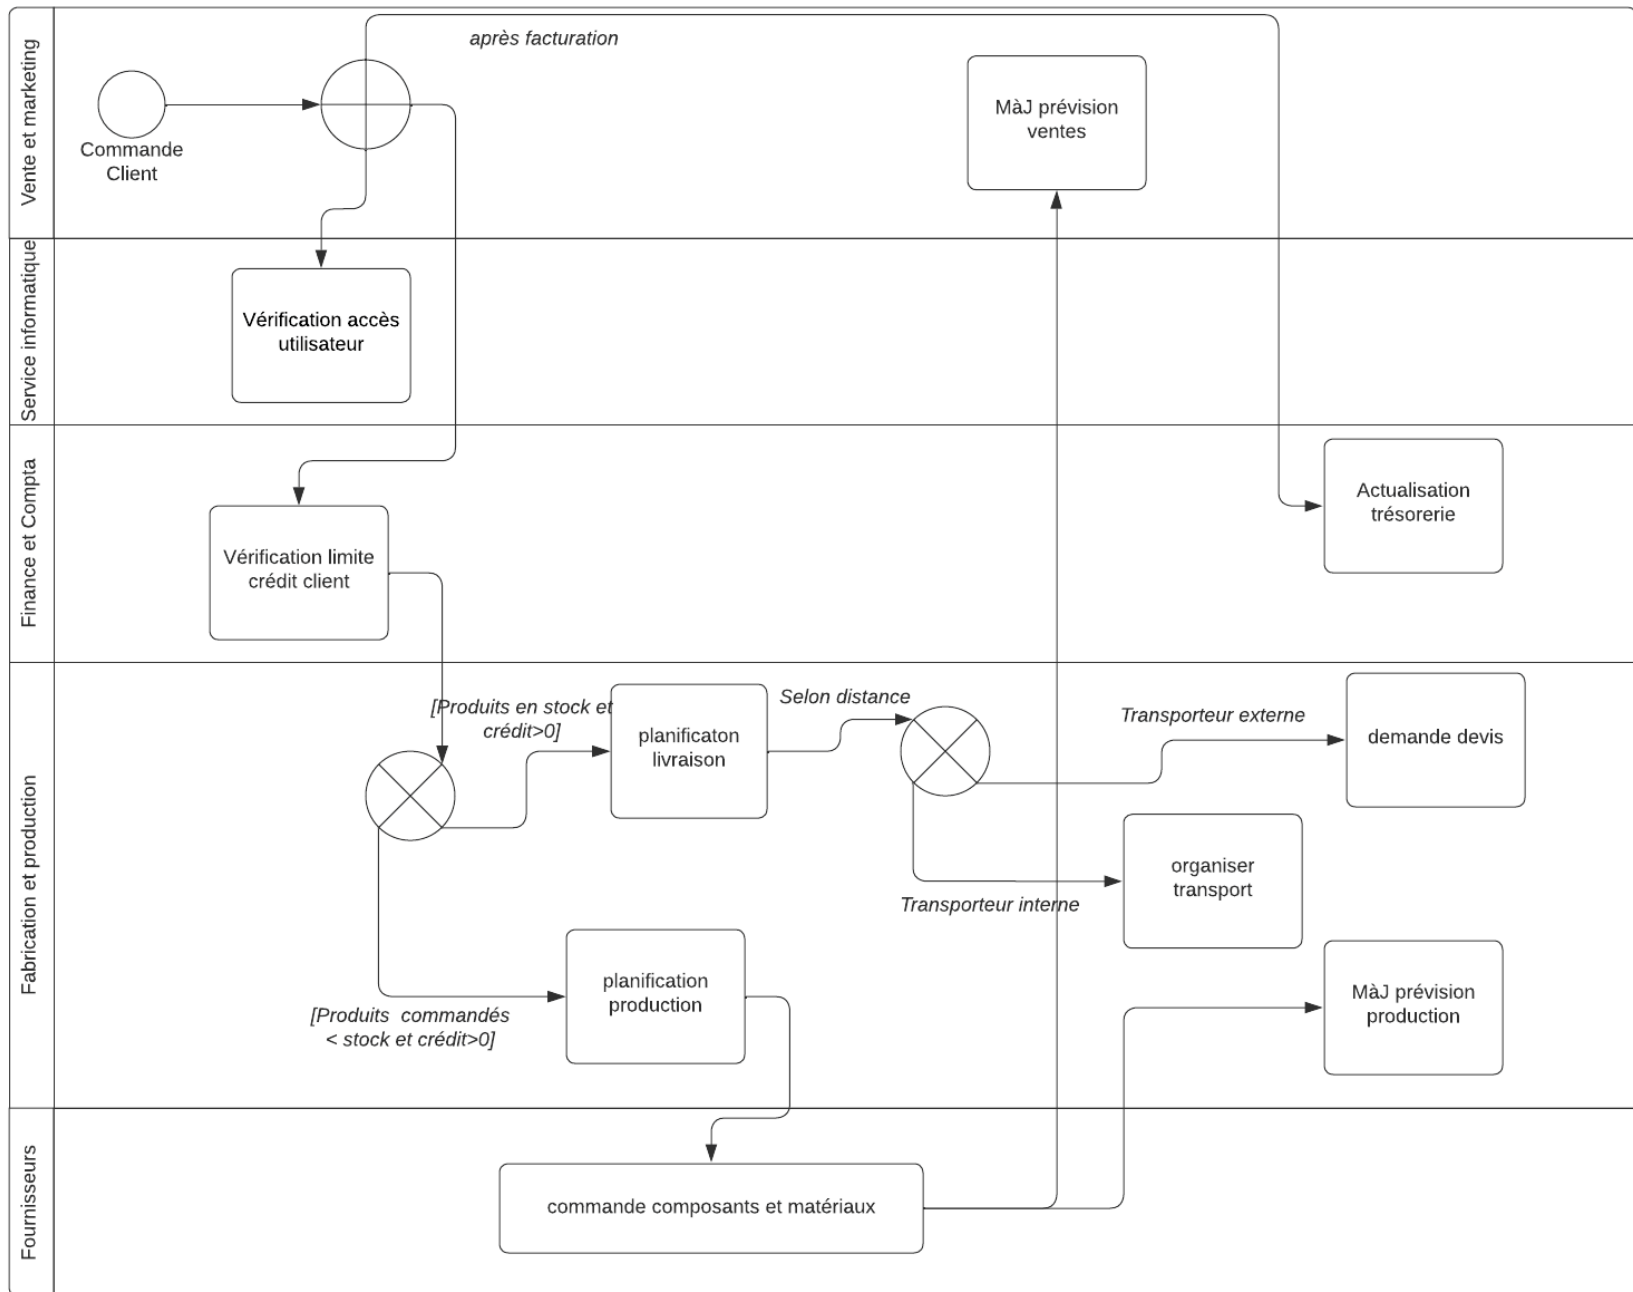 Vente et marketing
après facturation
Commande
Client
MàJ prévision
ventes
Service informatique
Vérification accès
utilisateur
Finance et Compta
Vérification limite
crédit client
Actualisation
trésorerie
Fabrication et production
[Produits en stock et
crédit>0]
planificaton
livraison
Selon distance
Transporteur externe
demande devis
organiser
transport
Transporteur interne
planification
production
[Produits commandés
< stock et crédit>0]
MàJ prévision
production
Fournisseurs
commande composants et matériaux